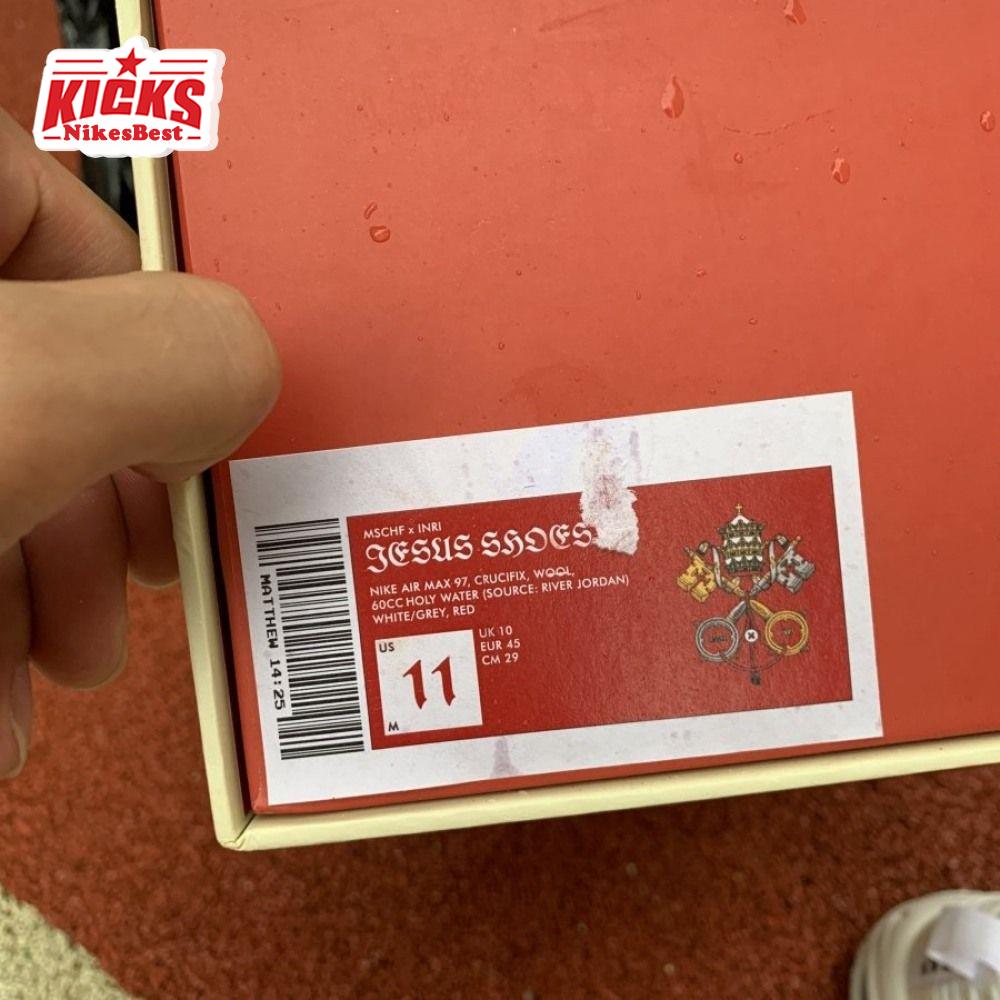 KICKS
NikesBest
MSCHF x INRI
JESUS SHOES
NIKE AIR MAX 97, CRUCIFIX, WOOL,
60CC HOLY WATER (SOURCE: RIVER JORDAN)
WHITE/GREY, RED
US
11
M
UK 10
EUR 45
CM 29
MATTHEW 14:25